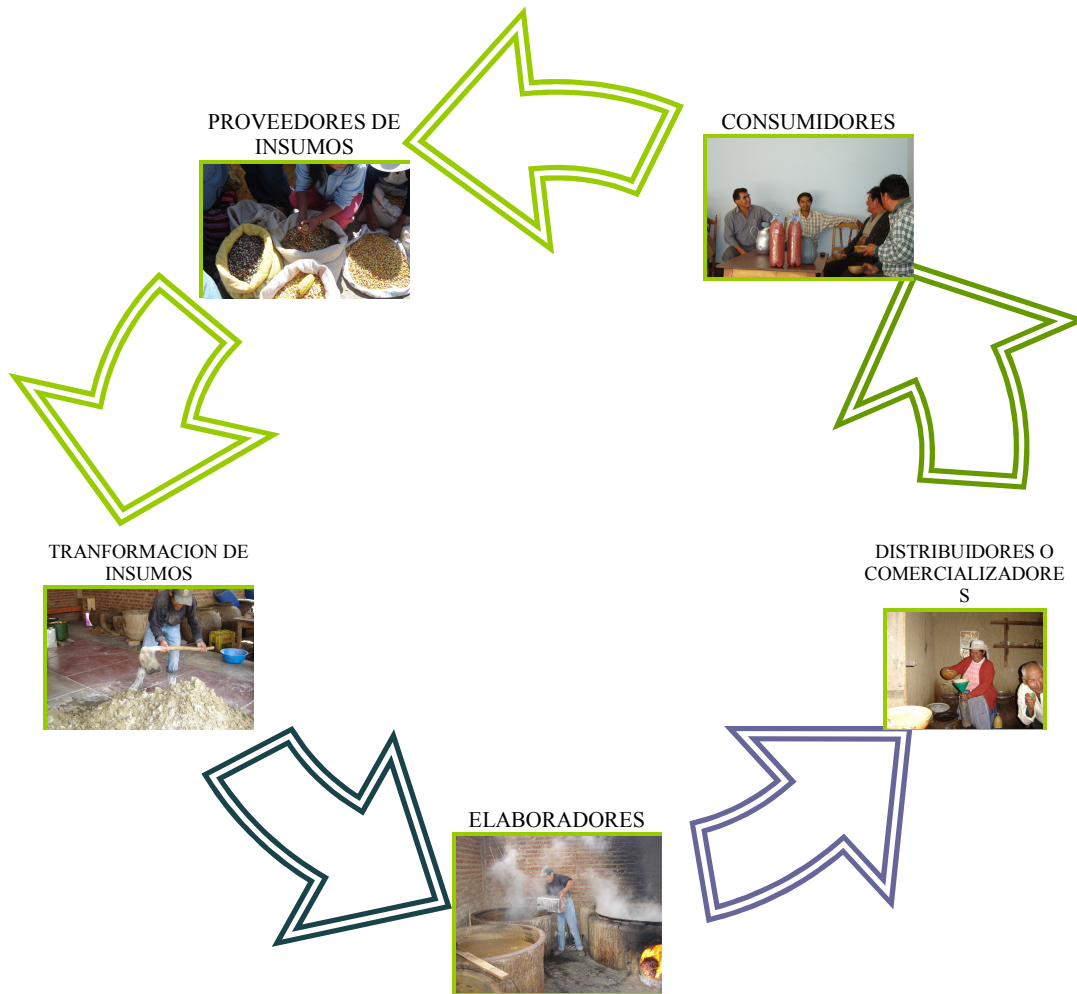 PROVEEDORES DE
INSUMOS
CONSUMIDORES
TRANFORMACION DE
INSUMOS
DISTRIBUIDORES O
COMERCIALIZADORE
S
ELABORADORES